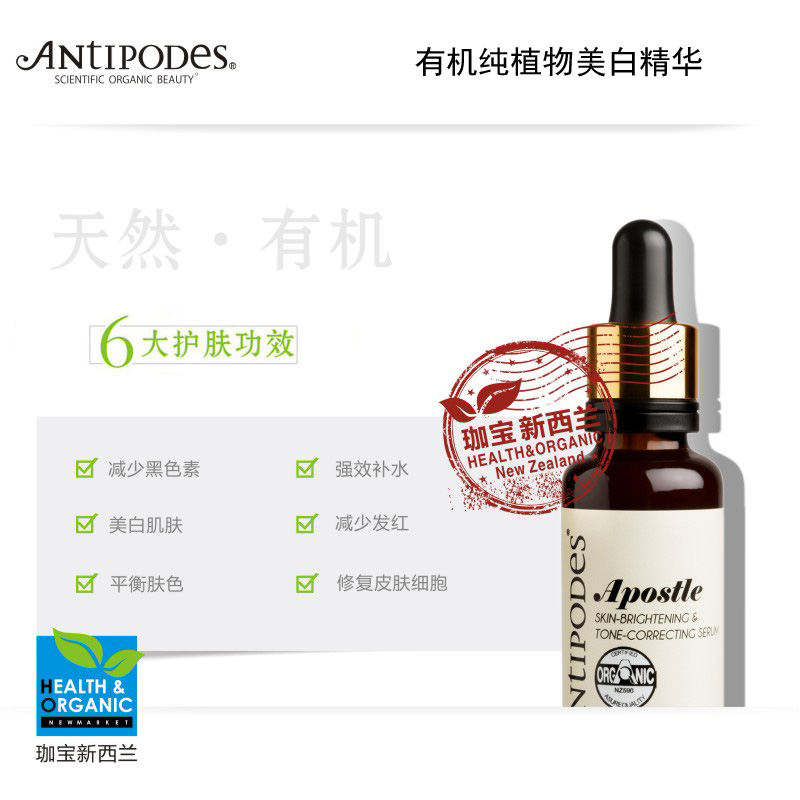 ANTIPODES®
SCIENTIFIC ORGANIC BEAUTY
有机纯植物美白精华
天然·有机
6大护肤功效
减少黑色素
强效补水
美白肌肤
减少发红
平衡肤色
修复皮肤细胞
珈宝新西兰
HEALTH&ORGANIC
New Zealand
ANTIPODES®
Apostle
SKIN-BRIGHTENING &
TONE-CORRECTING SERUM
CERTIFIED
ORGANIC
NZ590
ASUREQUALITY
HEALTH &
ORGANIC
NEWMARKET
珈宝新西兰